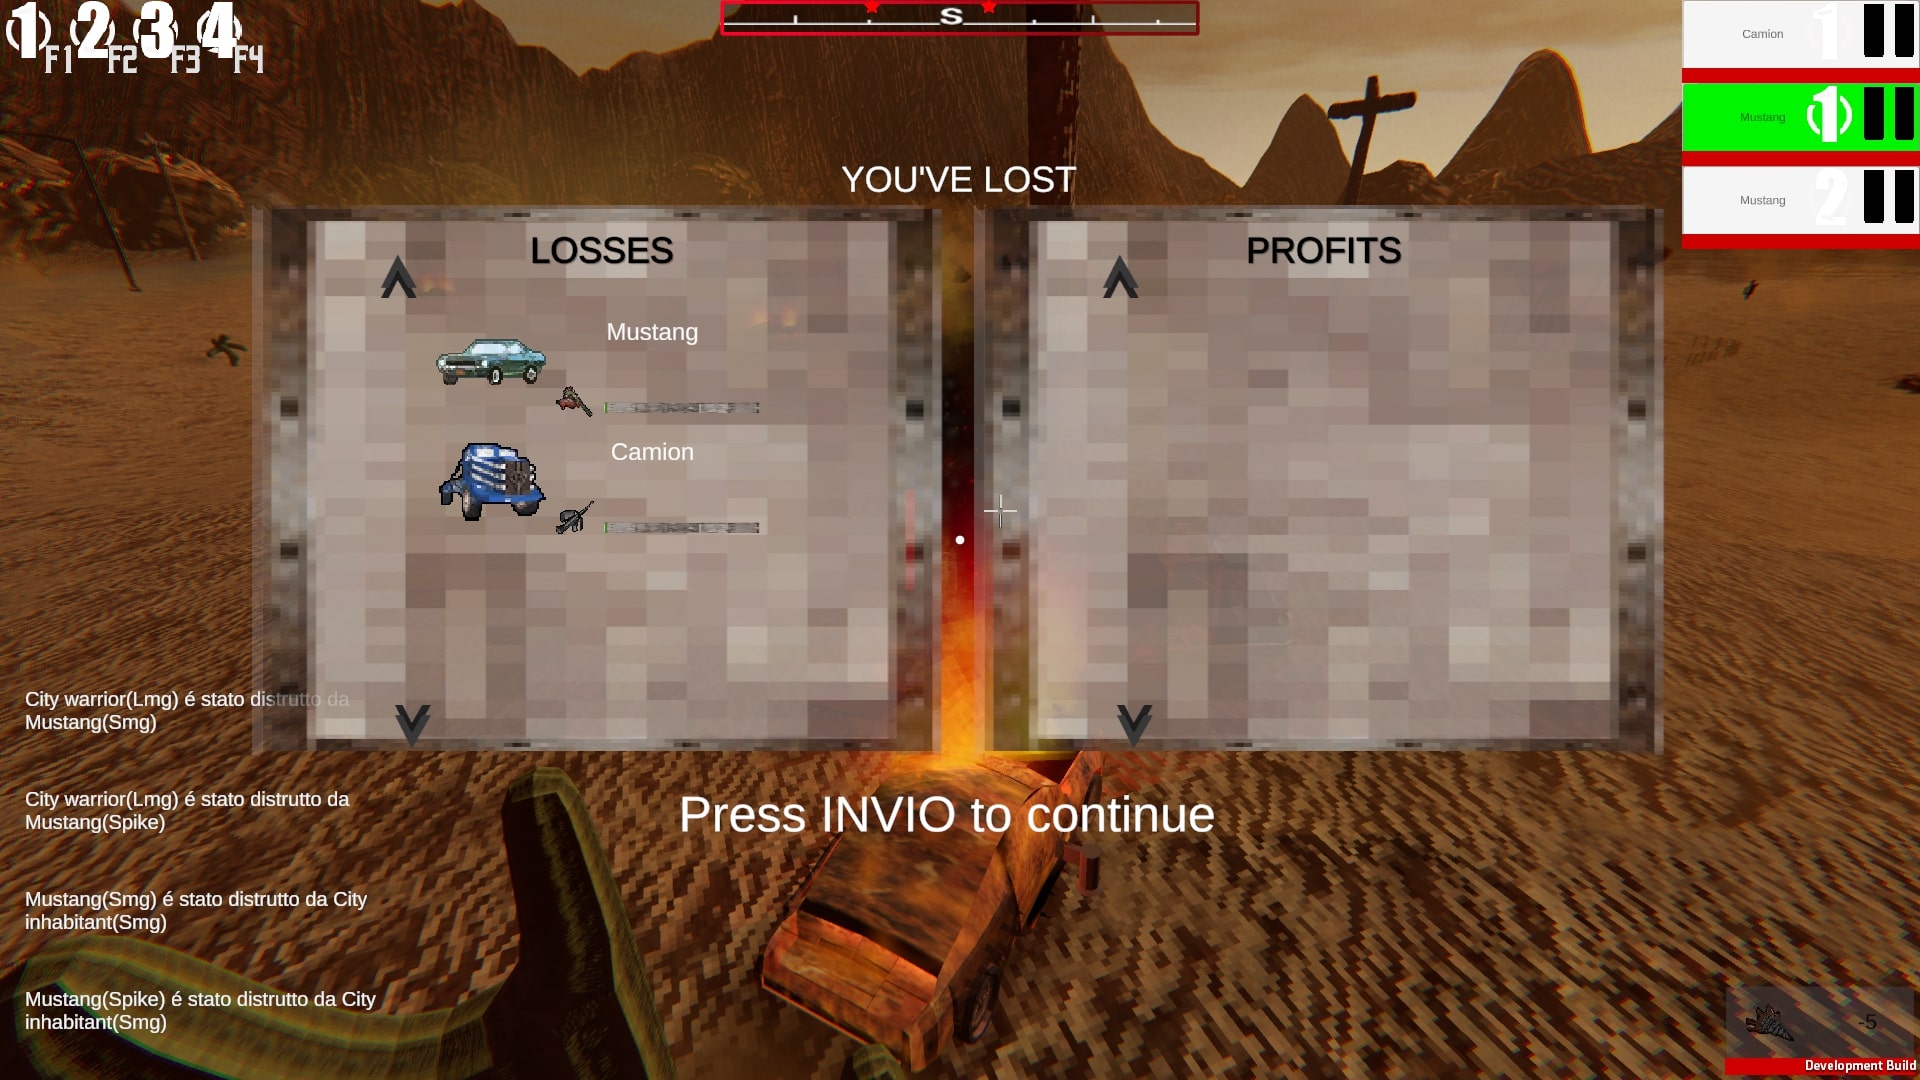 1 2 3 4
F1 F2 F3 F4
S
Camion 1
Mustang 1
Mustang 2
YOU'VE LOST
LOSSES
PROFITS
Mustang
Camion
City warrior(Lmg) é stato distrutto da
Mustang(Smg)
City warrior(Lmg) é stato distrutto da
Mustang(Spike)
Press INVIO to continue
Mustang(Smg) é stato distrutto da City
inhabitant(Smg)
Mustang(Spike) é stato distrutto da City
inhabitant(Smg)
-5
Development Build